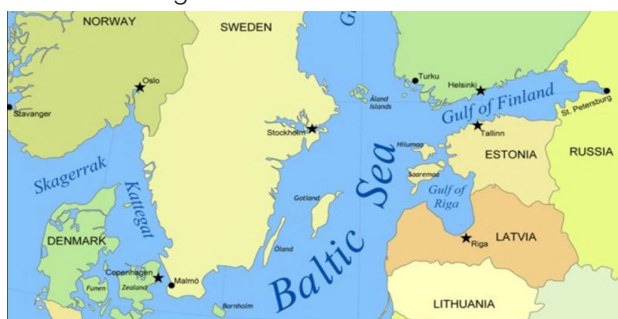 NORWAY
SWEDEN
Oslo
Turku
Helsinki
Åland
Islands
Gulf of Finland
St. Petersburg
Stavanger
Stockholm
Tallinn
Hiiumaa
ESTONIA
RUSSIA
Skagerrak
Kattegat
Saaremaa
Gulf of
Riga
Gotland
Baltic Sea
DENMARK
Öland
Riga
LATVIA
Copenhagen
Malmö
Funen
Zealand
Bornholm
LITHUANIA